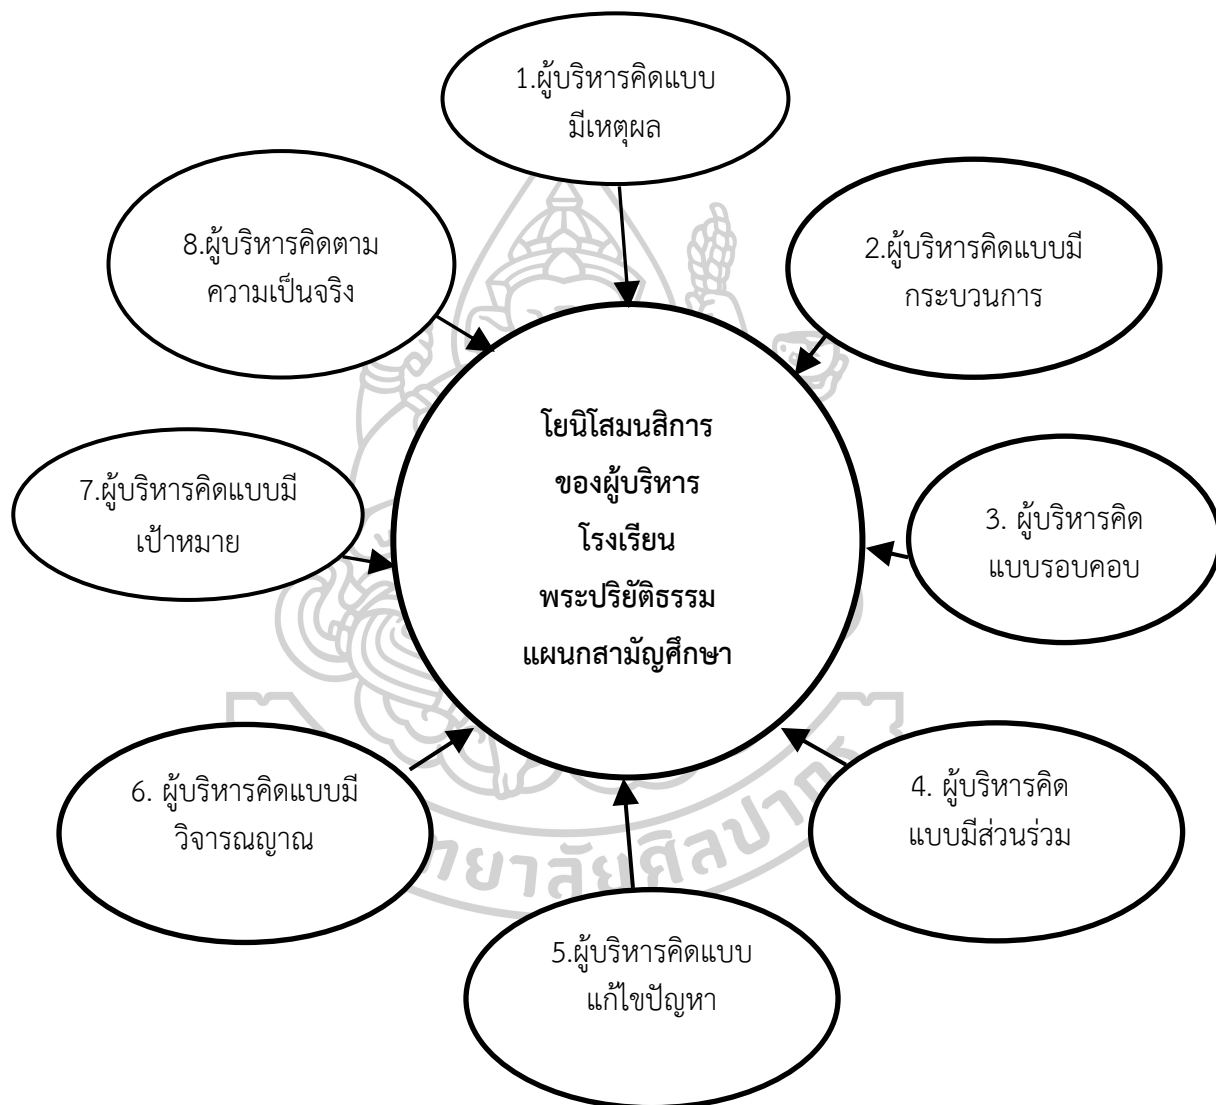 1.ผู้บริหารคิดแบบ
มีเหตุผล
2.ผู้บริหารคิดแบบมี
กระบวนการ
3. ผู้บริหารคิด
แบบรอบคอบ
4. ผู้บริหารคิด
แบบมีส่วนร่วม
5.ผู้บริหารคิดแบบ
แก้ไขปัญหา
6. ผู้บริหารคิดแบบมี
วิจารณญาณ
7.ผู้บริหารคิดแบบมี
เป้าหมาย
8.ผู้บริหารคิดตาม
ความเป็นจริง
โยนิโสมนสิการ
ของผู้บริหาร
โรงเรียน
พระปริยัติธรรม
แผนกสามัญศึกษา
ทยาลัยศิลปากร